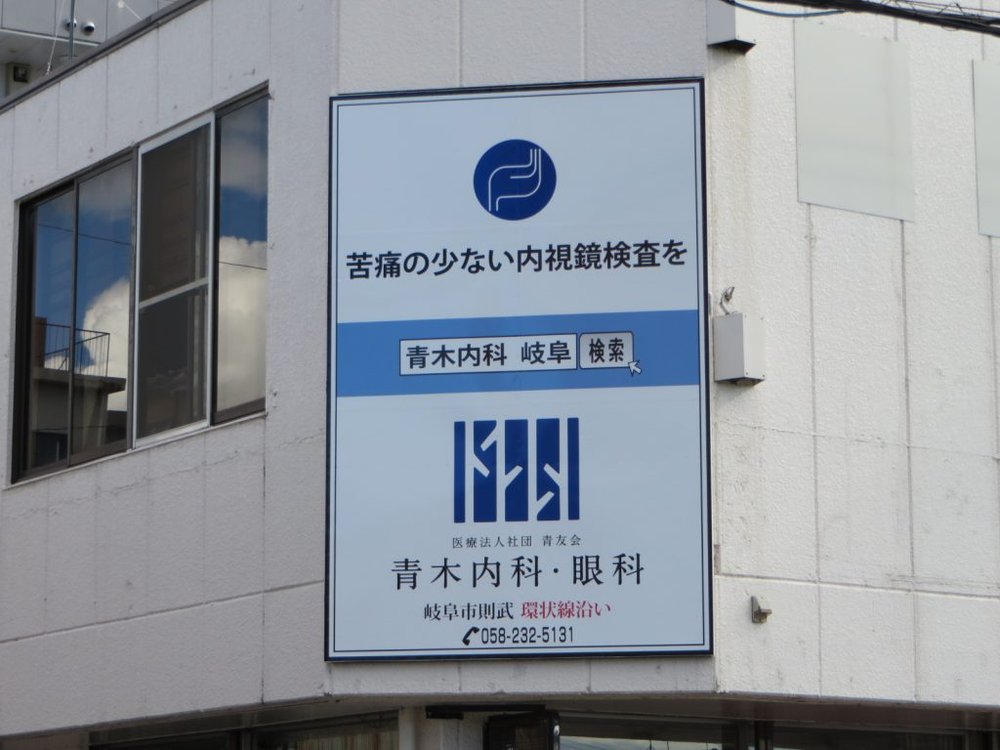 苦痛の少ない内視鏡検査を
青木内科 岐阜 検索
医療法人社団 青友会
青木内科・眼科
岐阜市則武 環状線沿い
058-232-5131